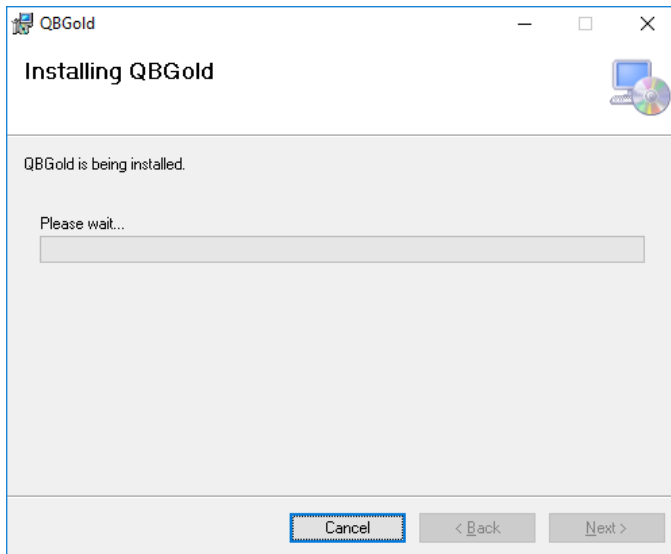 QBGold
Installing QBGold
QBGold is being installed.
Please wait...
Cancel
< Back
Next >